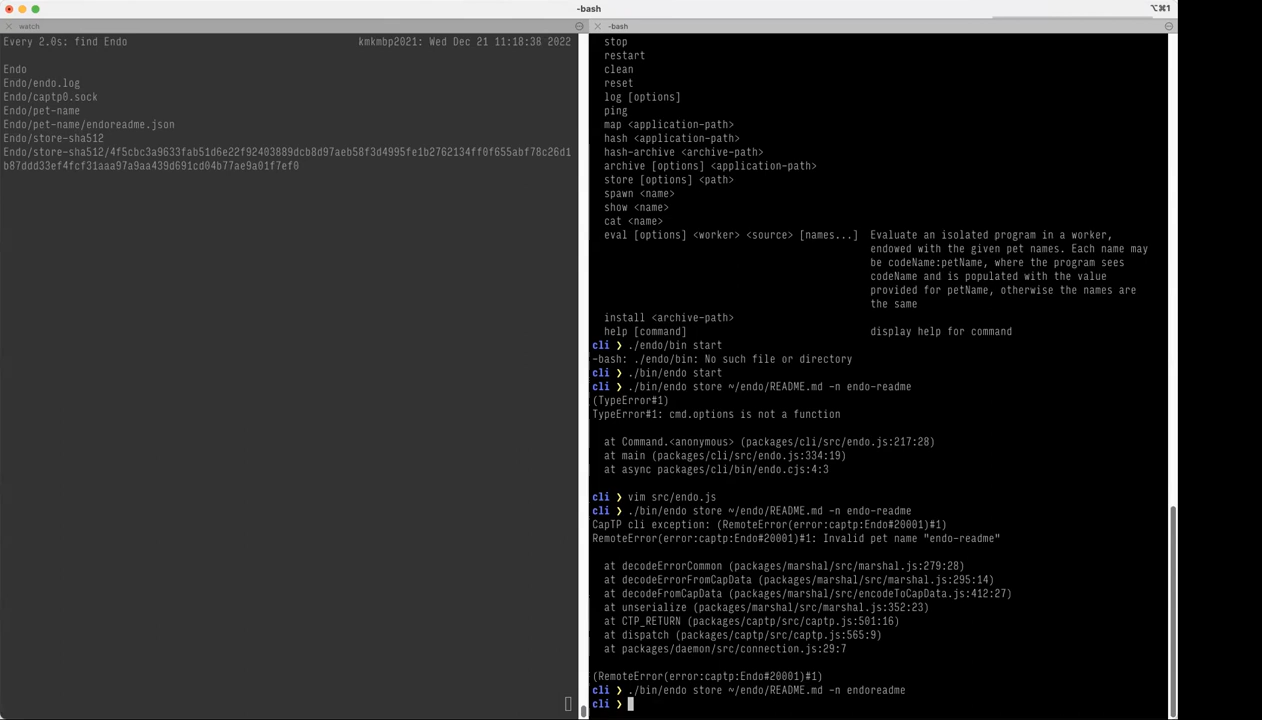 -bash
⌥⌘1
watch
Every 2.0s: find Endo
kmkmbp2021: Wed Dec 21 11:18:38 2022
Endo
Endo/endo.log
Endo/captp0.sock
Endo/pet-name
Endo/pet-name/endoreadme.json
Endo/store-sha512
Endo/store-sha512/4f5cbc3a9633fab51d6e22f92403889dcb8d97aeb58f3d4995fe1b2762134ff0f655abf78c26d1
b87ddd33ef4fcf31aaa97a9aa439d691cd04b77ae9a01f7ef0
-bash
stop
restart
clean
reset
log [options]
ping
map <application-path>
hash <application-path>
hash-archive <archive-path>
archive [options] <application-path>
store [options] <path>
spawn <name>
show <name>
cat <name>
eval [options] <worker> <source> [names...] Evaluate an isolated program in a worker,
endowed with the given pet names. Each name may
be codeName:petName, where the program sees
codeName and is populated with the value
provided for petName, otherwise the names are
the same
install <archive-path>
help [command] display help for command
cli ❯ ./endo/bin start
-bash: ./endo/bin: No such file or directory
cli ❯ ./bin/endo start
cli ❯ ./bin/endo store ~/endo/README.md -n endo-readme
(TypeError#1)
TypeError#1: cmd.options is not a function
at Command.<anonymous> (packages/cli/src/endo.js:217:28)
at main (packages/cli/src/endo.js:334:19)
at async packages/cli/bin/endo.cjs:4:3
cli ❯ vim src/endo.js
cli ❯ ./bin/endo store ~/endo/README.md -n endo-readme
CapTP cli exception: (RemoteError(error:captp:Endo#20001)#1)
RemoteError(error:captp:Endo#20001)#1: Invalid pet name "endo-readme"
at decodeErrorCommon (packages/marshal/src/marshal.js:279:28)
at decodeErrorFromCapData (packages/marshal/src/marshal.js:295:14)
at decodeFromCapData (packages/marshal/src/encodeToCapData.js:412:27)
at unserialize (packages/marshal/src/marshal.js:352:23)
at CTP_RETURN (packages/captp/src/captp.js:501:16)
at dispatch (packages/captp/src/captp.js:565:9)
at packages/daemon/src/connection.js:29:7
(RemoteError(error:captp:Endo#20001)#1)
cli ❯ ./bin/endo store ~/endo/README.md -n endoreadme
cli ❯